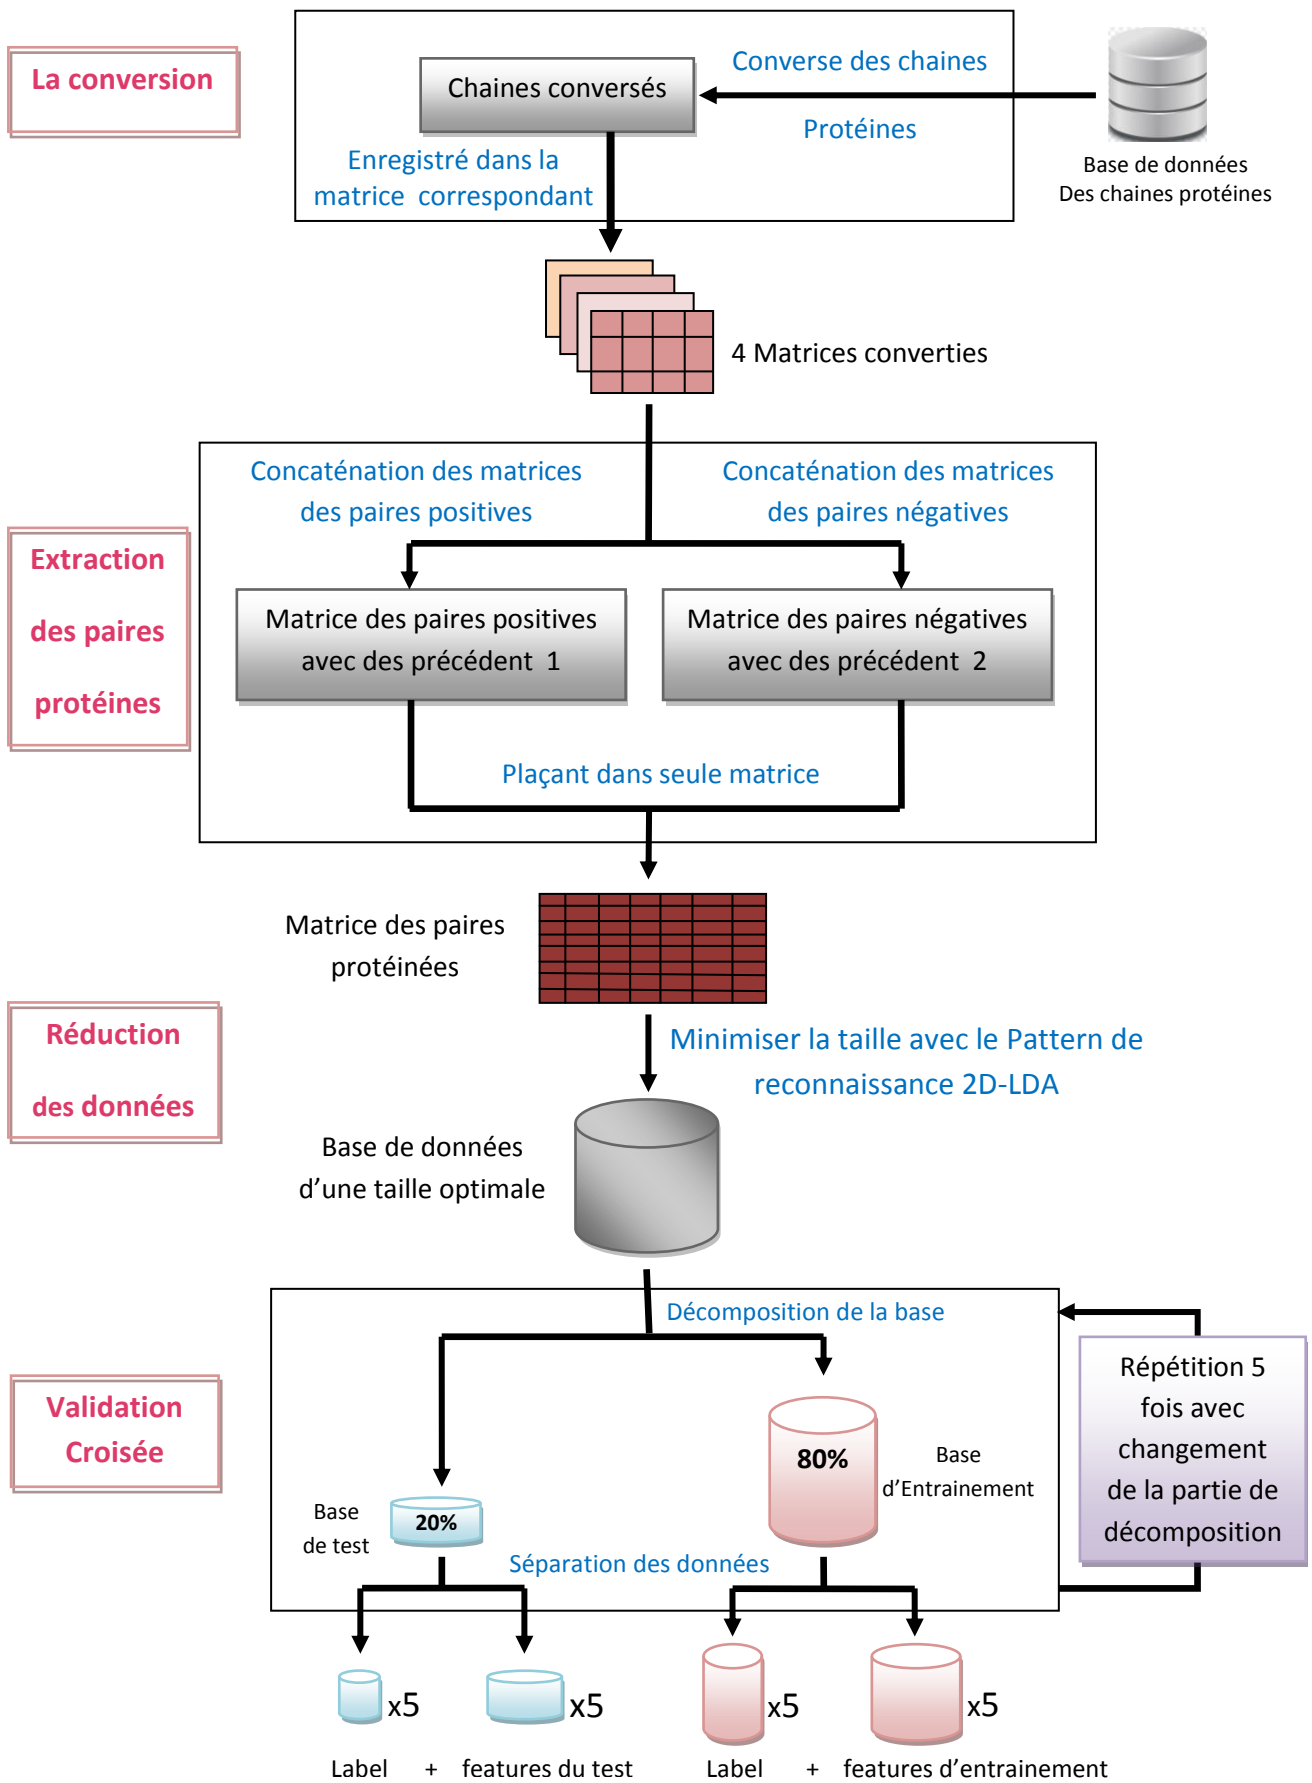 La conversion
Converse des chaines
Chaines conversés
Protéines
Base de données
Des chaines protéines
Enregistré dans la
matrice correspondant
4 Matrices converties
Concaténation des matrices
des paires positives
Concaténation des matrices
des paires négatives
Extraction
des paires
protéines
Matrice des paires positives
avec des précédent 1
Matrice des paires négatives
avec des précédent 2
Plaçant dans seule matrice
Matrice des paires
protéinées
Réduction
des données
Minimiser la taille avec le Pattern de
reconnaissance 2D-LDA
Base de données
d’une taille optimale
Décomposition de la base
Validation
Croisée
Répétition 5
fois avec
changement
de la partie de
décomposition
80%
Base
d’Entrainement
Base
de test
20%
Séparation des données
x5
x5
x5
x5
Label + features du test
Label + features d’entrainement